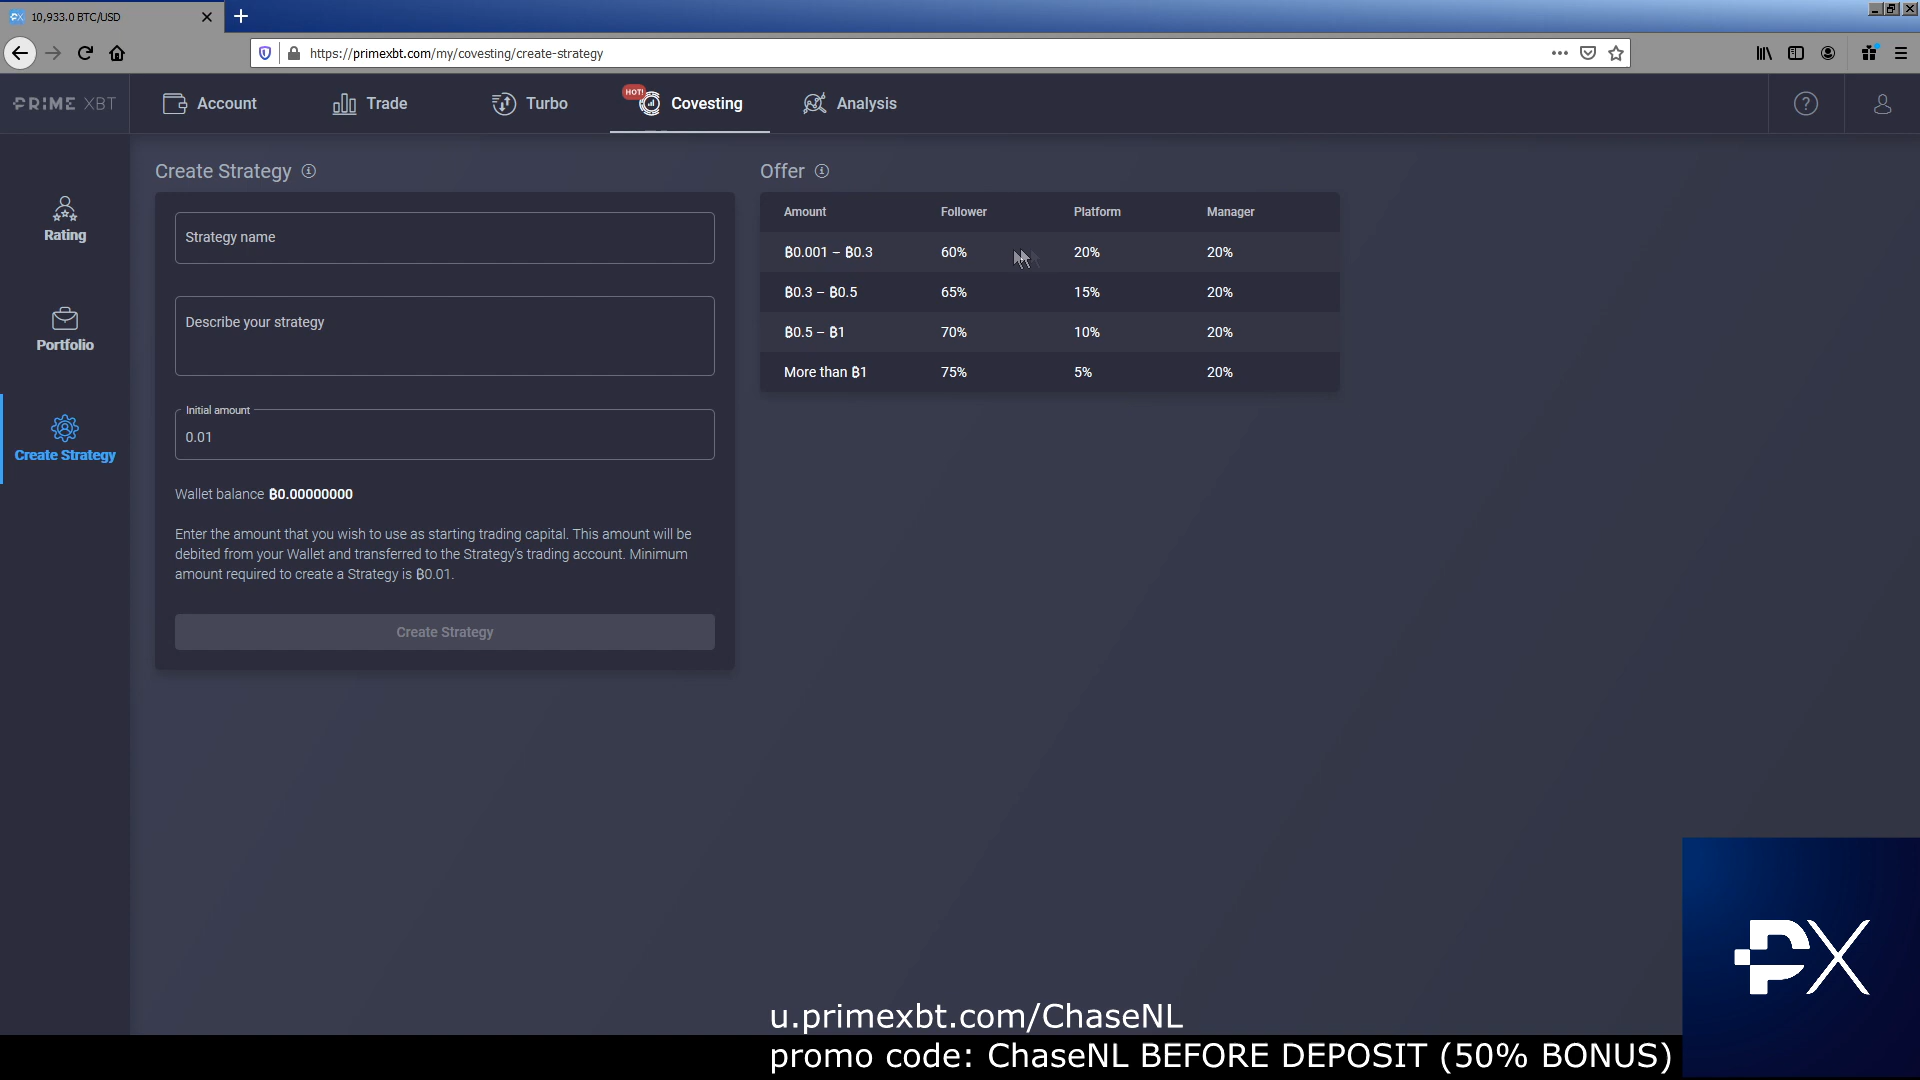 10,933.0 BTC/USD
https://primexbt.com/my/covesting/create-strategy
PRIME XBT
Account
Trade
Turbo
HOT!
Covesting
Analysis
Rating
Portfolio
Create Strategy
Create Strategy
Strategy name
Describe your strategy
Initial amount
0.01
Wallet balance ₿0.00000000
Enter the amount that you wish to use as starting trading capital. This amount will be
debited from your Wallet and transferred to the Strategy's trading account. Minimum
amount required to create a Strategy is ₿0.01.
Create Strategy
Offer
Amount Follower Platform Manager
₿0.001 – ₿0.3 60% 20% 20%
₿0.3 – ₿0.5 65% 15% 20%
₿0.5 – ₿1 70% 10% 20%
More than ₿1 75% 5% 20%
PX
u.primexbt.com/ChaseNL
promo code: ChaseNL BEFORE DEPOSIT (50% BONUS)